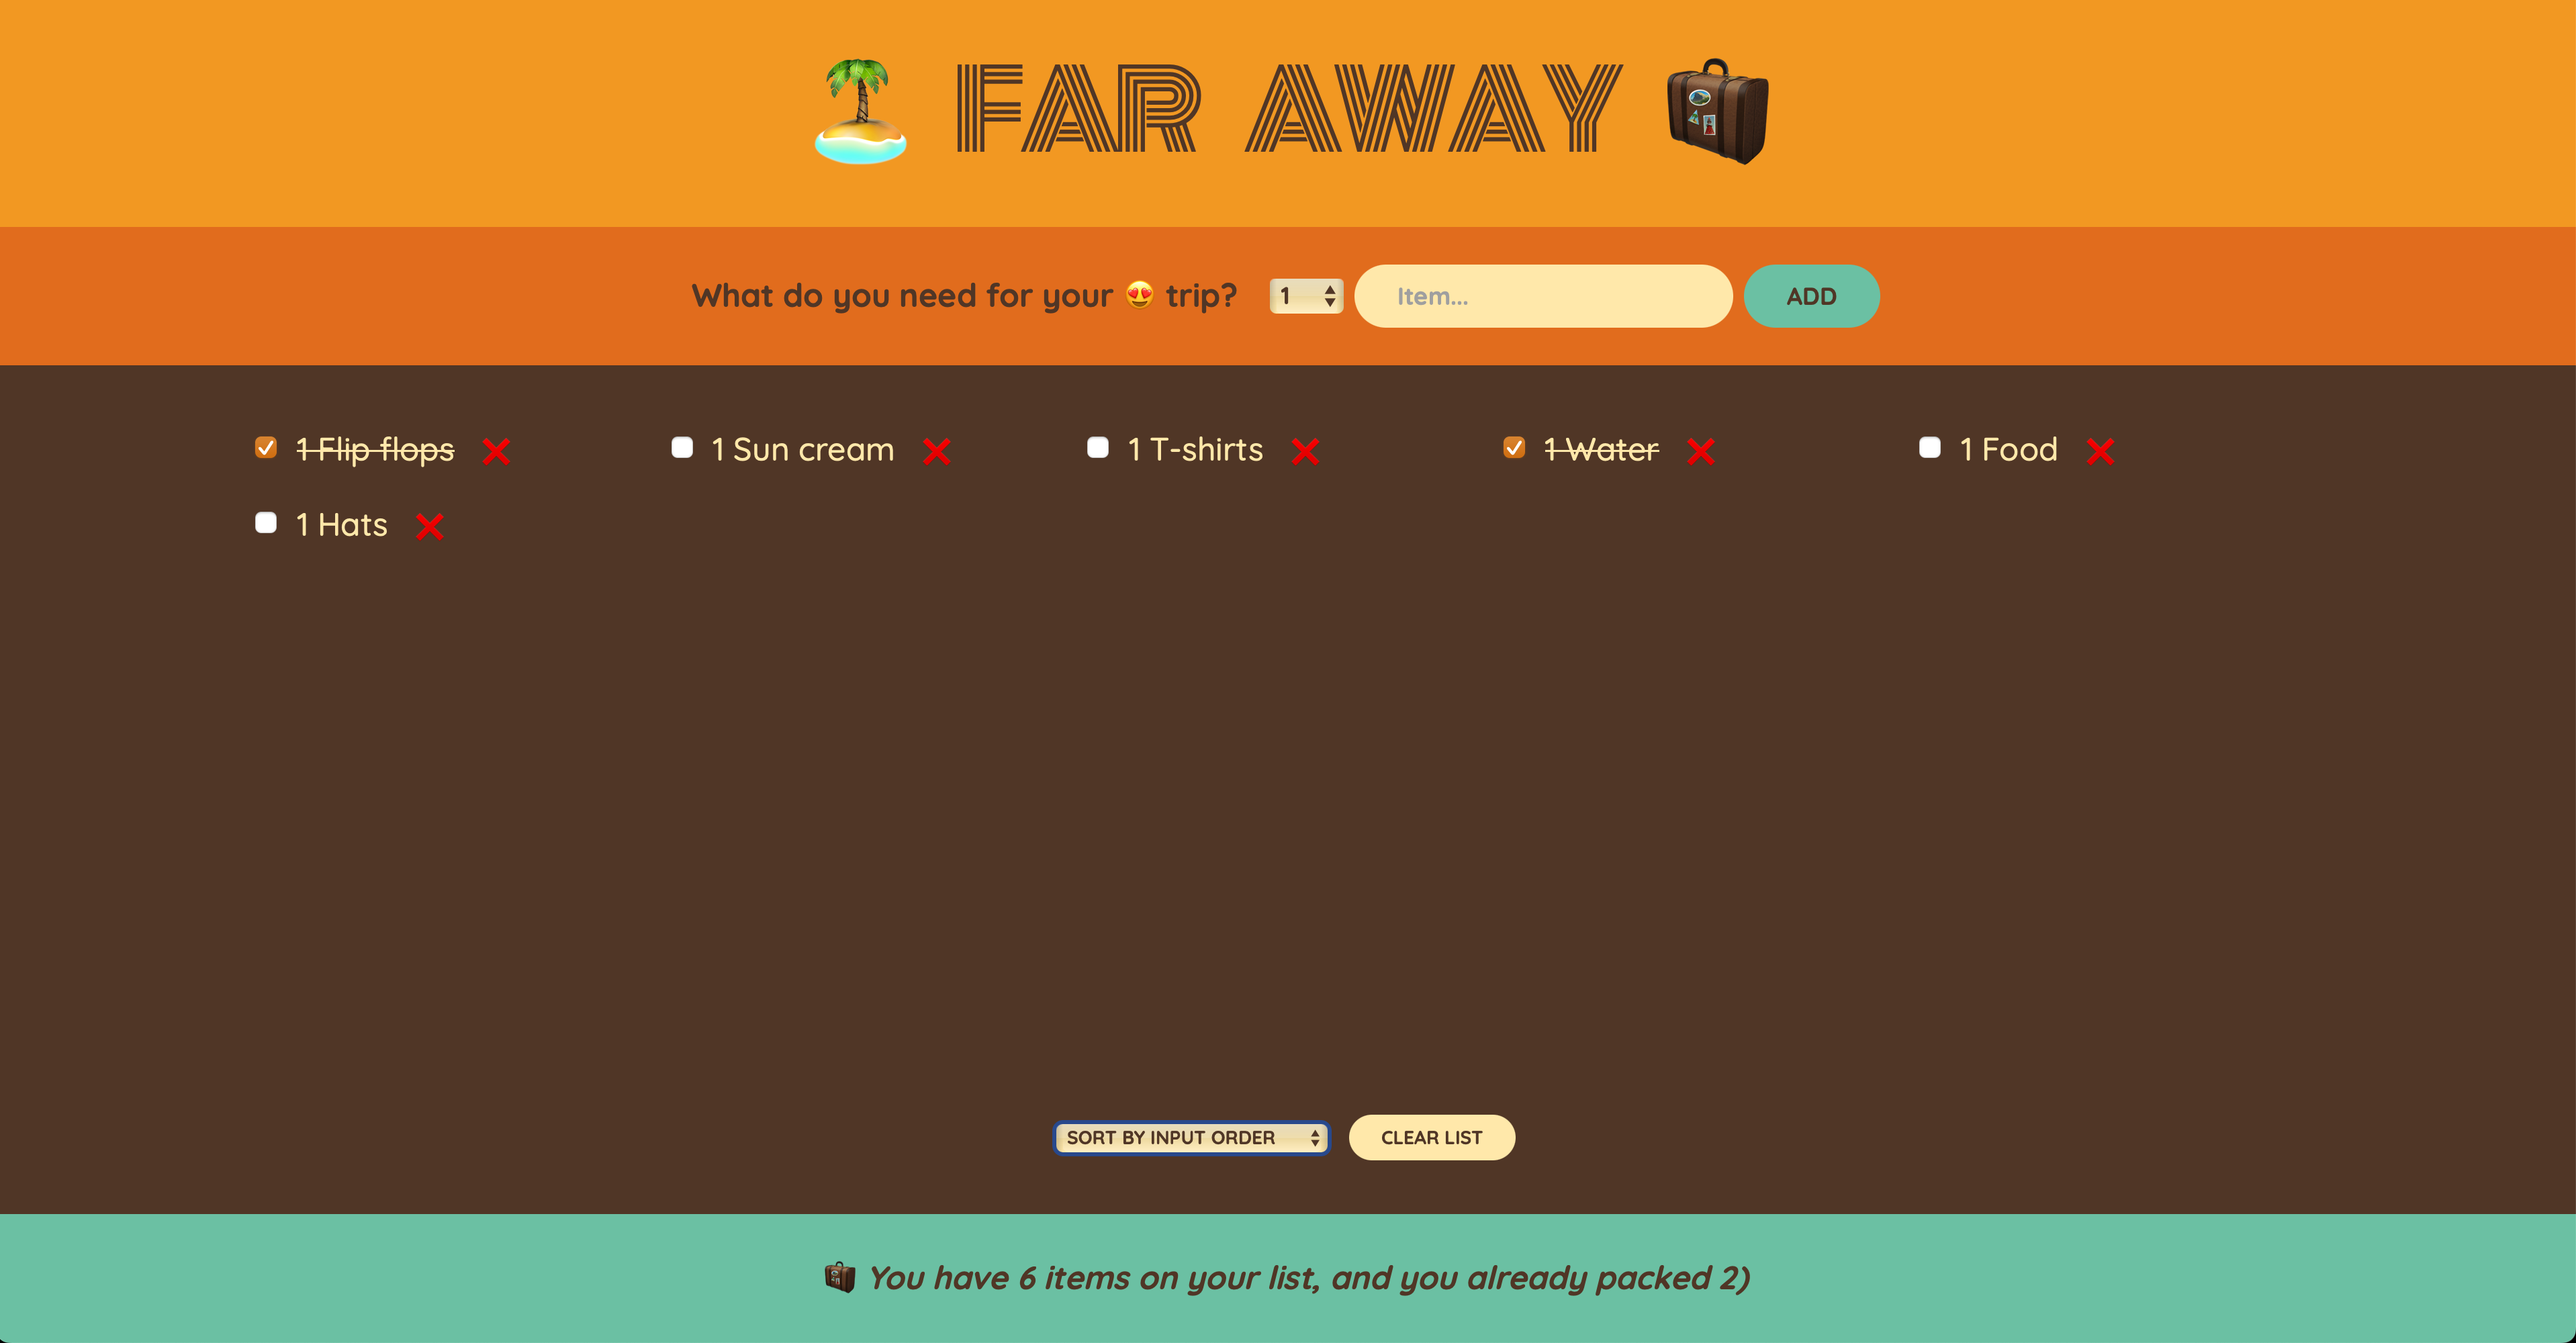 FAR AWAY
What do you need for your 😍 trip? 1 Item... ADD
1 Flip flops ❌ 1 Sun cream ❌ 1 T-shirts ❌ 1 Water ❌ 1 Food ❌
1 Hats ❌
SORT BY INPUT ORDER CLEAR LIST
You have 6 items on your list, and you already packed 2)